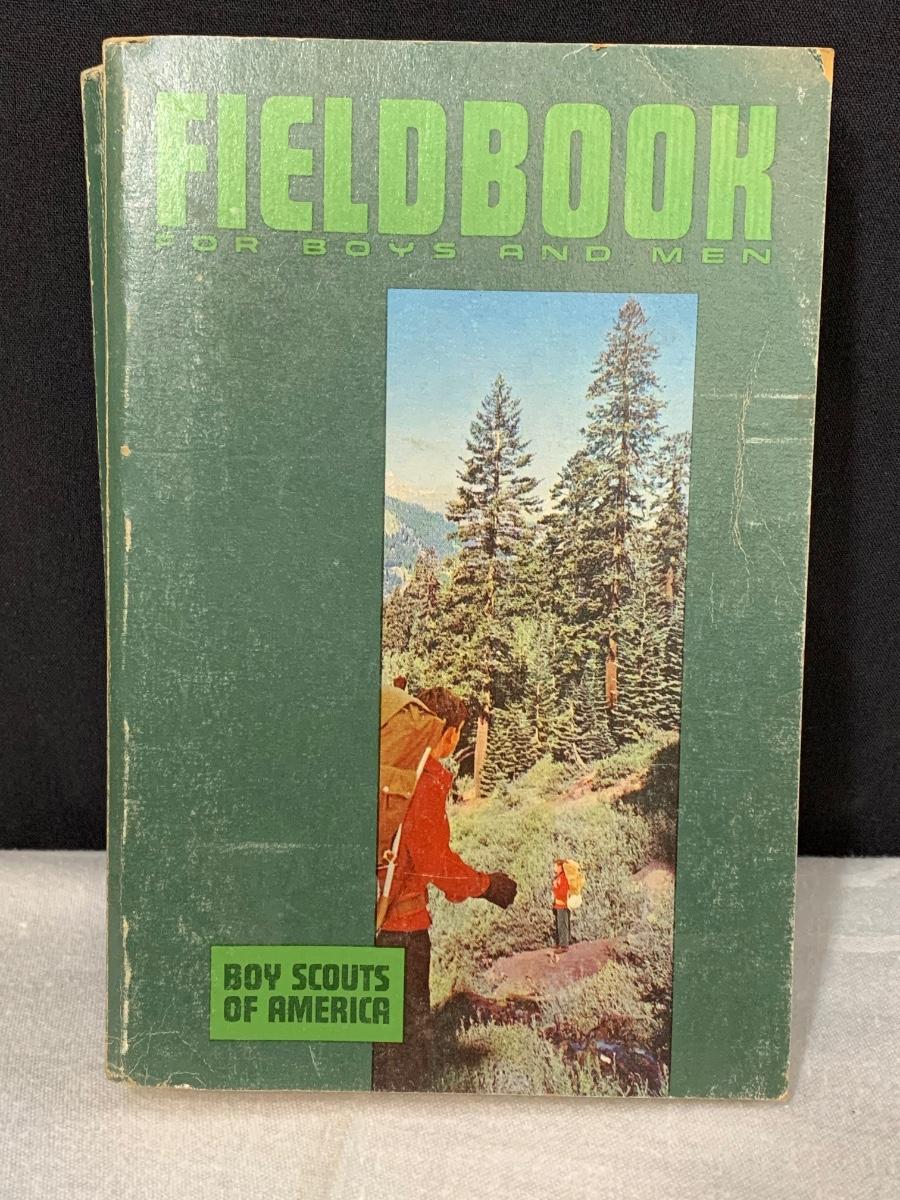 FIELDBOOK
FOR BOYS AND MEN
BOY SCOUTS
OF AMERICA